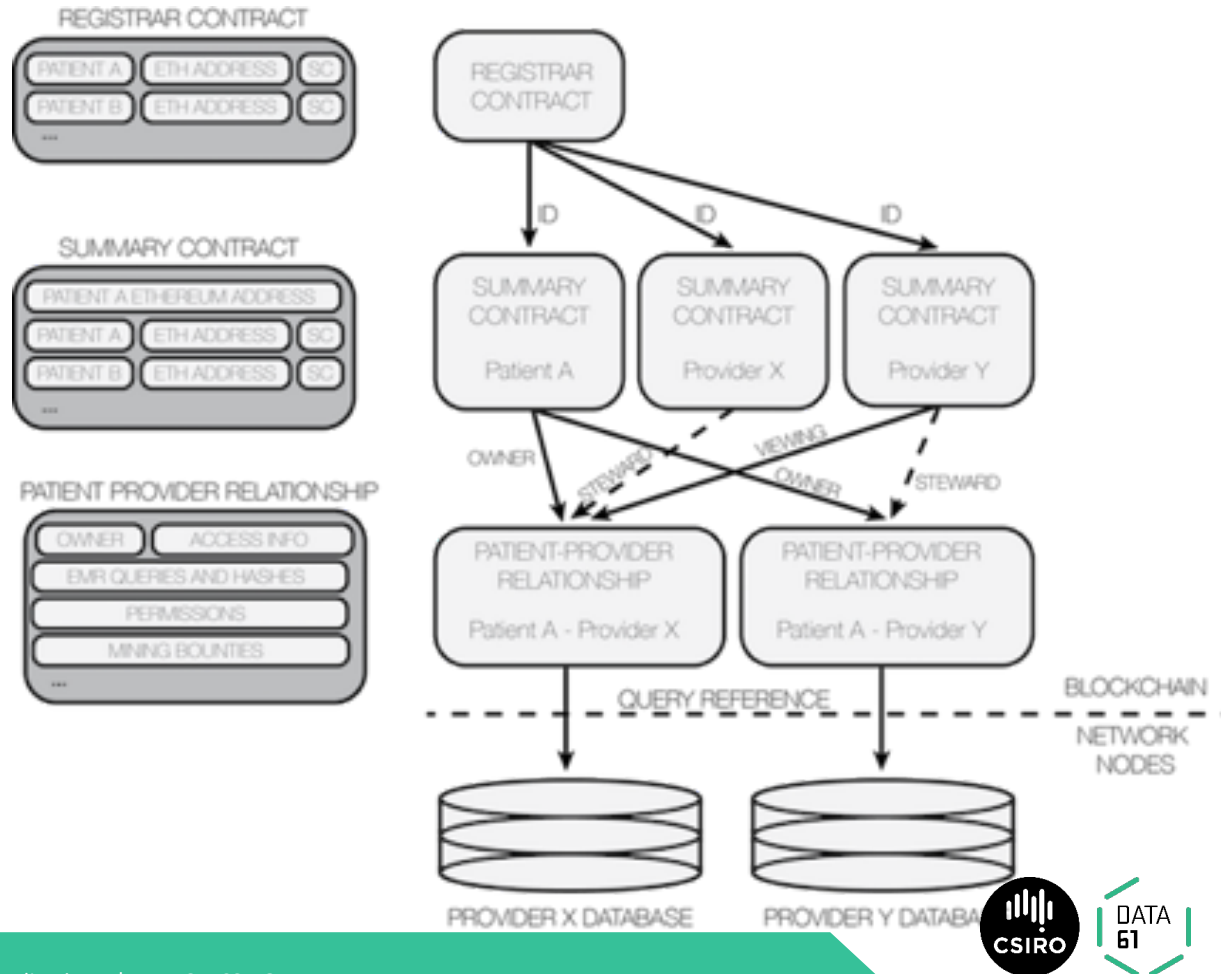 REGISTRAR CONTRACT
PATIENT A ETH ADDRESS SC
PATIENT B ETH ADDRESS SC
...
SUMMARY CONTRACT
PATIENT A ETHEREUM ADDRESS
PATIENT A ETH ADDRESS SC
PATIENT B ETH ADDRESS SC
...
PATIENT PROVIDER RELATIONSHIP
OWNER ACCESS INFO
EMR QUERIES AND HASHES
PERMISSIONS
MINING BOUNTIES
...
REGISTRAR
CONTRACT
ID
ID
ID
SUMMARY
CONTRACT
Patient A
SUMMARY
CONTRACT
Provider X
SUMMARY
CONTRACT
Provider Y
OWNER
STEWARD
VIEWING
OWNER
STEWARD
PATIENT-PROVIDER
RELATIONSHIP
Patient A - Provider X
PATIENT-PROVIDER
RELATIONSHIP
Patient A - Provider Y
QUERY REFERENCE
BLOCKCHAIN
NETWORK
NODES
PROVIDER X DATABASE
PROVIDER Y DATABA
CSIRO
DATA
61